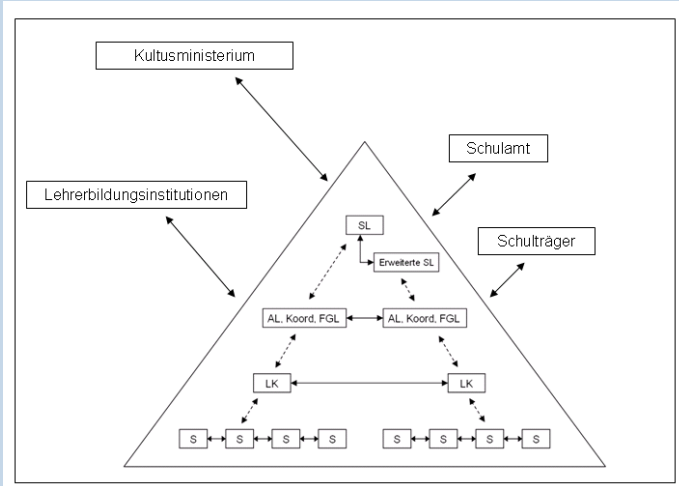 Kultusministerium
Schulamt
Lehrerbildungsinstitutionen
SL
Schulträger
Erweiterte SL
AL, Koord, FGL
AL, Koord, FGL
LK
LK
S
S
S
S
S
S
S
S